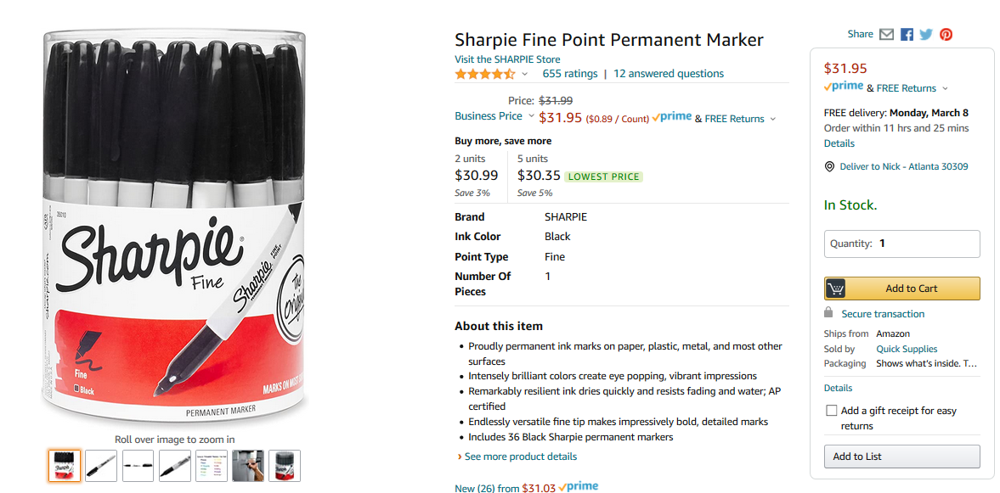 Share
Sharpie Fine Point Permanent Marker
Visit the SHARPIE Store
655 ratings | 12 answered questions
Price: $31.99
Business Price $31.95 ($0.89 / Count) prime & FREE Returns
Buy more, save more
2 units
$30.99
Save 3%
5 units
$30.35 LOWEST PRICE
Save 5%
Brand SHARPIE
Ink Color Black
Point Type Fine
Number Of Pieces 1
About this item
• Proudly permanent ink marks on paper, plastic, metal, and most other
surfaces
• Intensely brilliant colors create eye popping, vibrant impressions
• Remarkably resilient ink dries quickly and resists fading and water; AP
certified
• Endlessly versatile fine tip makes impressively bold, detailed marks
• Includes 36 Black Sharpie permanent markers
› See more product details
New (26) from $31.03 prime
$31.95
prime & FREE Returns
FREE delivery: Monday, March 8
Order within 11 hrs and 25 mins
Details
Deliver to Nick - Atlanta 30309
In Stock.
Quantity: 1
Add to Cart
Secure transaction
Ships from Amazon
Sold by Quick Supplies
Packaging Shows what's inside. T…
Details
Add a gift receipt for easy
returns
Add to List
Sharpie®
Fine
Sharpie
FINE POINT
the Original
Fine
Black
MARKS ON MOST
PERMANENT MARKER
Roll over image to zoom in